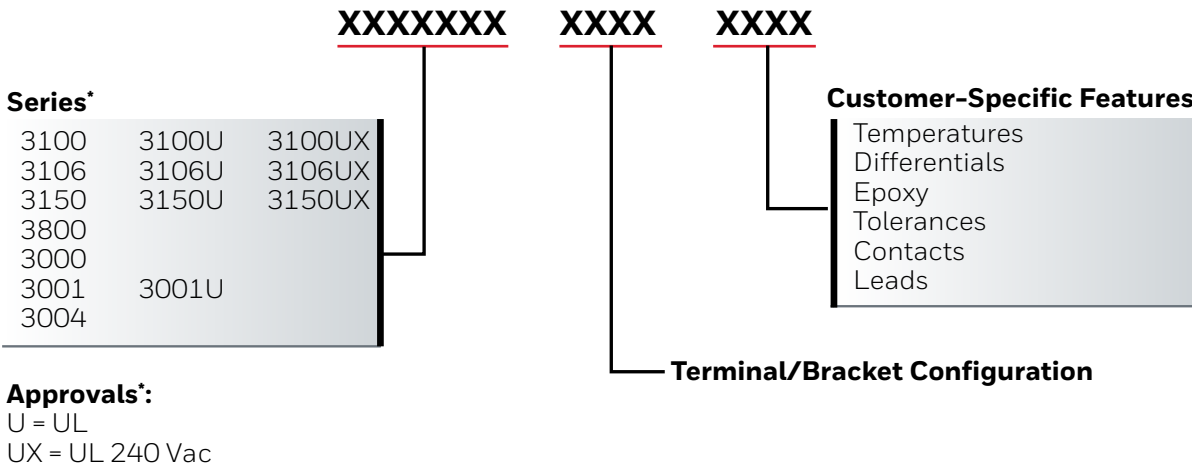 XXXXXXX XXXX XXXX
Series*
3100 3100U 3100UX
3106 3106U 3106UX
3150 3150U 3150UX
3800
3000
3001 3001U
3004
Customer-Specific Features
Temperatures
Differentials
Epoxy
Tolerances
Contacts
Leads
Terminal/Bracket Configuration
Approvals*:
U = UL
UX = UL 240 Vac